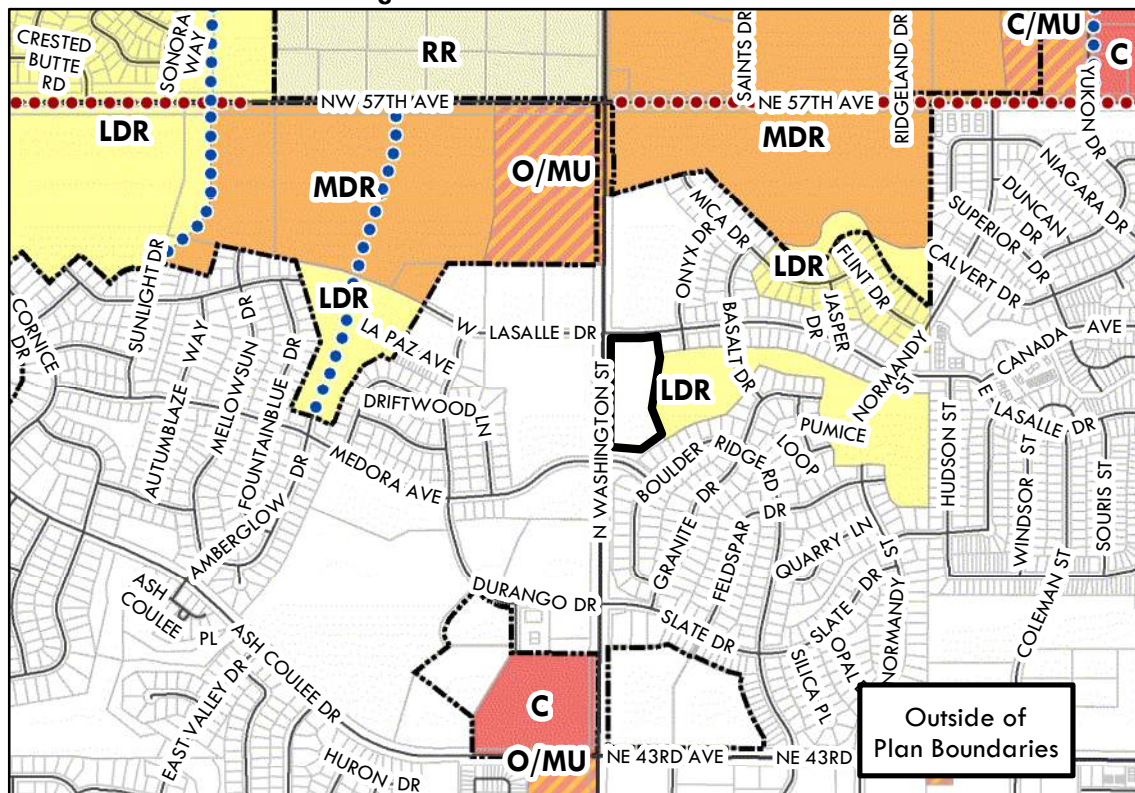 CRESTED
BUTTE
RD
SONORA
WAY
RR
SAINTS DR
RIDGELAND DR
C/MU
C
YUKON DR
NW 57TH AVE
NE 57TH AVE
LDR
MDR
O/MU
MDR
NIAGARA DR
DUNCAN
DR
SUPERIOR DR
CALVERT DR
MICA DR
ONYX DR
LDR
FLINT DR
JASPER
DR
BASALT DR
NORMANDY
ST
CANADA AVE
SUNLIGHT DR
CORNICE
DR
AUTUMBLAZE WAY
MELLOWSUN DR
FOUNTAINBLUE DR
LDR
LA PAZ AVE
W LASALLE DR
N WASHINGTON ST
LDR
E LASALLE DR
DRIFTWOOD LN
MEDORA AVE
AMBERGLOW DR
PUMICE
LOOP
BOULDER
RIDGE RD
GRANITE DR
FELDSPAR DR
QUARRY LN
HUDSON ST
WINDSOR ST
SOURIS ST
COLEMAN ST
NORMANDY ST
ASH
COULEE
PL
ASH COULEE DR
EAST VALLEY DR
HURON DR
DURANGO DR
SLATE DR
SLATE DR
OPAL
SILICA PL
C
O/MU
NE 43RD AVE
NE 43RD
Outside of
Plan Boundaries